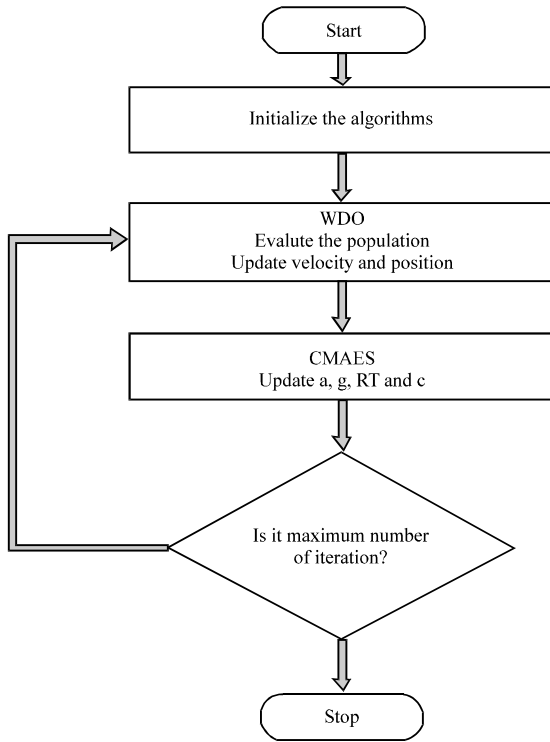 Start
Initialize the algorithms
WDO
Evalute the population
Update velocity and position
CMAES
Update a, g, RT and c
Is it maximum number
of iteration?
Stop